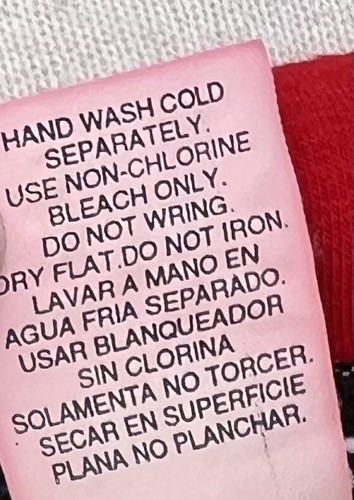 HAND WASH COLD
SEPARATELY.
USE NON-CHLORINE
BLEACH ONLY.
DO NOT WRING.
DRY FLAT.DO NOT IRON.
LAVAR A MANO EN
AGUA FRIA SEPARADO.
USAR BLANQUEADOR
SIN CLORINA
SOLAMENTA NO TORCER.
SECAR EN SUPERFICIE
PLANA NO PLANCHAR.